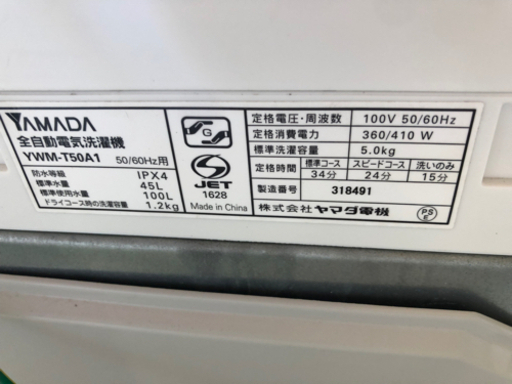 YAMADA
全自動電気洗濯機
YWM-T50A1 50/60Hz用
防水等級 IPX4
標準水量 45L
標準使用水量 100L
ドライコース時の洗濯容量 1.2kg
G
S
JET
1628
Made in China
定格電圧・周波数 100V 50/60Hz
定格消費電力 360/410 W
標準洗濯容量 5.0kg
定格時間 標準コース スピードコース 洗いのみ
34分 24分 15分
製造番号 318491
株式会社 ヤマダ電機
PS
E